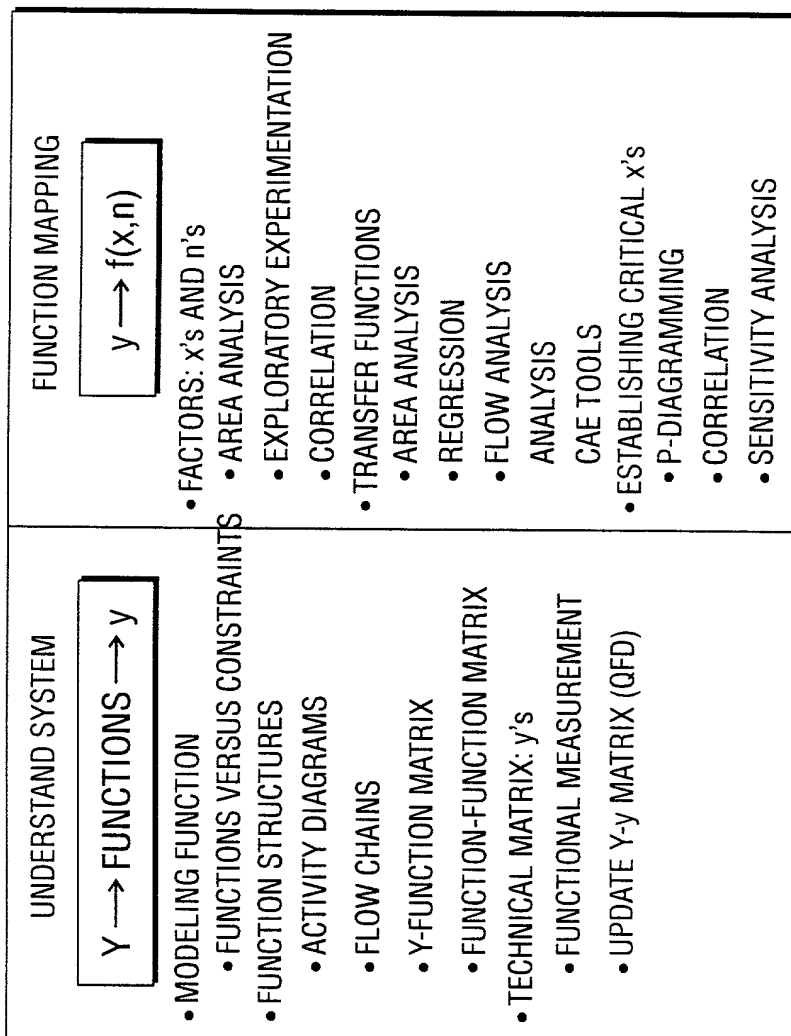 UNDERSTAND SYSTEM
Y → FUNCTIONS → y
• MODELING FUNCTION
• FUNCTIONS VERSUS CONSTRAINTS
• FUNCTION STRUCTURES
• ACTIVITY DIAGRAMS
• FLOW CHAINS
• Y-FUNCTION MATRIX
• FUNCTION-FUNCTION MATRIX
• TECHNICAL MATRIX: y's
• FUNCTIONAL MEASUREMENT
• UPDATE Y-y MATRIX (QFD)
FUNCTION MAPPING
y → f(x,n)
• FACTORS: x's AND n's
• AREA ANALYSIS
• EXPLORATORY EXPERIMENTATION
• CORRELATION
• TRANSFER FUNCTIONS
• AREA ANALYSIS
• REGRESSION
• FLOW ANALYSIS
ANALYSIS
CAE TOOLS
• ESTABLISHING CRITICAL x's
• P-DIAGRAMMING
• CORRELATION
• SENSITIVITY ANALYSIS